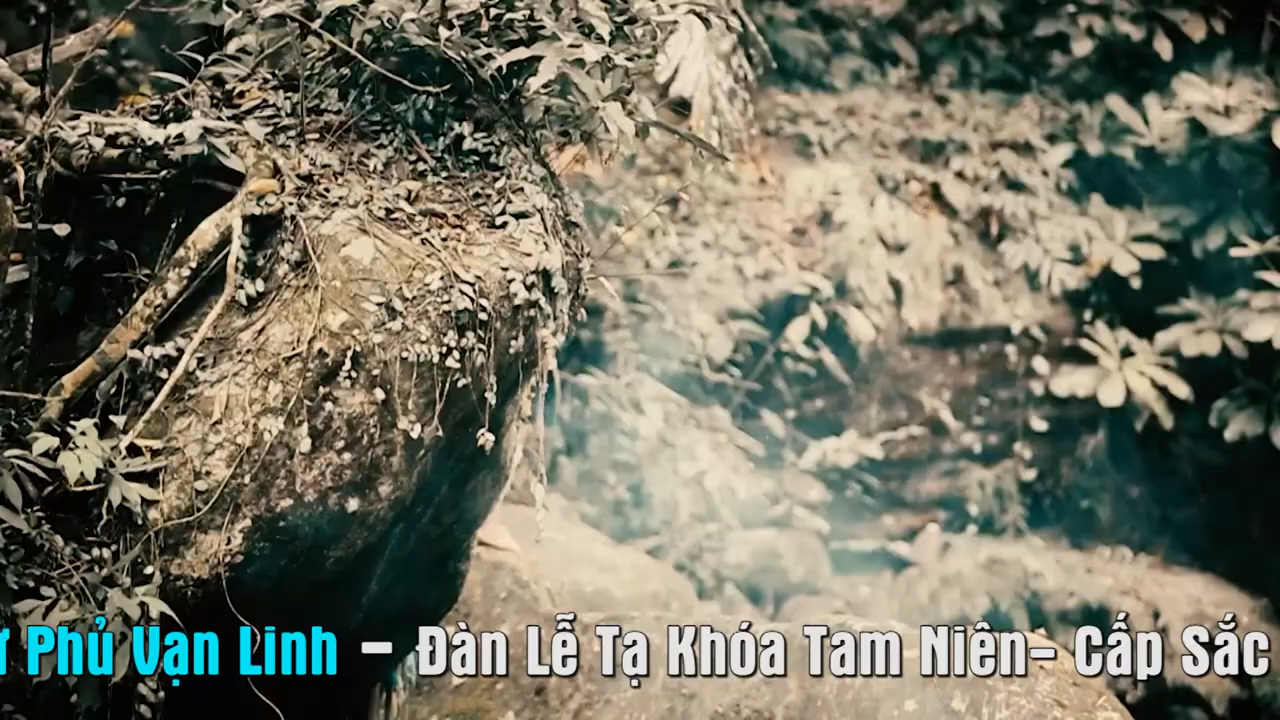 Phủ Vạn Linh – Đàn Lễ Tạ Khóa Tam Niên- Cấp Sắc